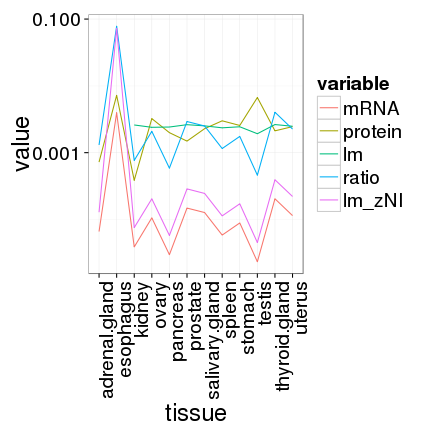 0.100
0.001
value
adrenal.gland
esophagus
kidney
ovary
pancreas
prostate
salivary.gland
spleen
stomach
testis
thyroid.gland
uterus
tissue
variable
mRNA
protein
lm
ratio
lm_zNI